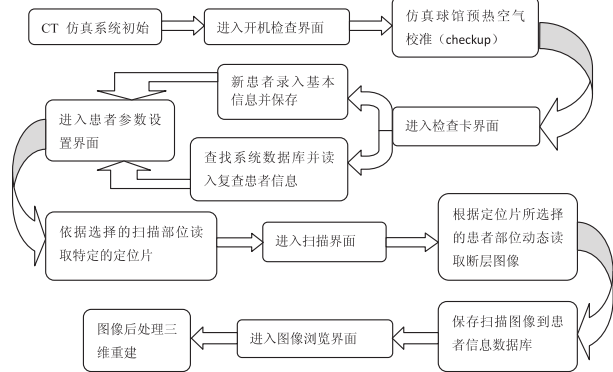 CT 仿真系统初始
进入开机检查界面
仿真球馆预热空气
校准（checkup）
新患者录入基本
信息并保存
进入患者参数设
置界面
进入检查卡界面
查找系统数据库并读
入复查患者信息
依据选择的扫描部位读
取特定的定位片
进入扫描界面
根据定位片所选择
的患者部位动态读
取断层图像
图像后处理三
维重建
进入图像浏览界面
保存扫描图像到患
者信息数据库